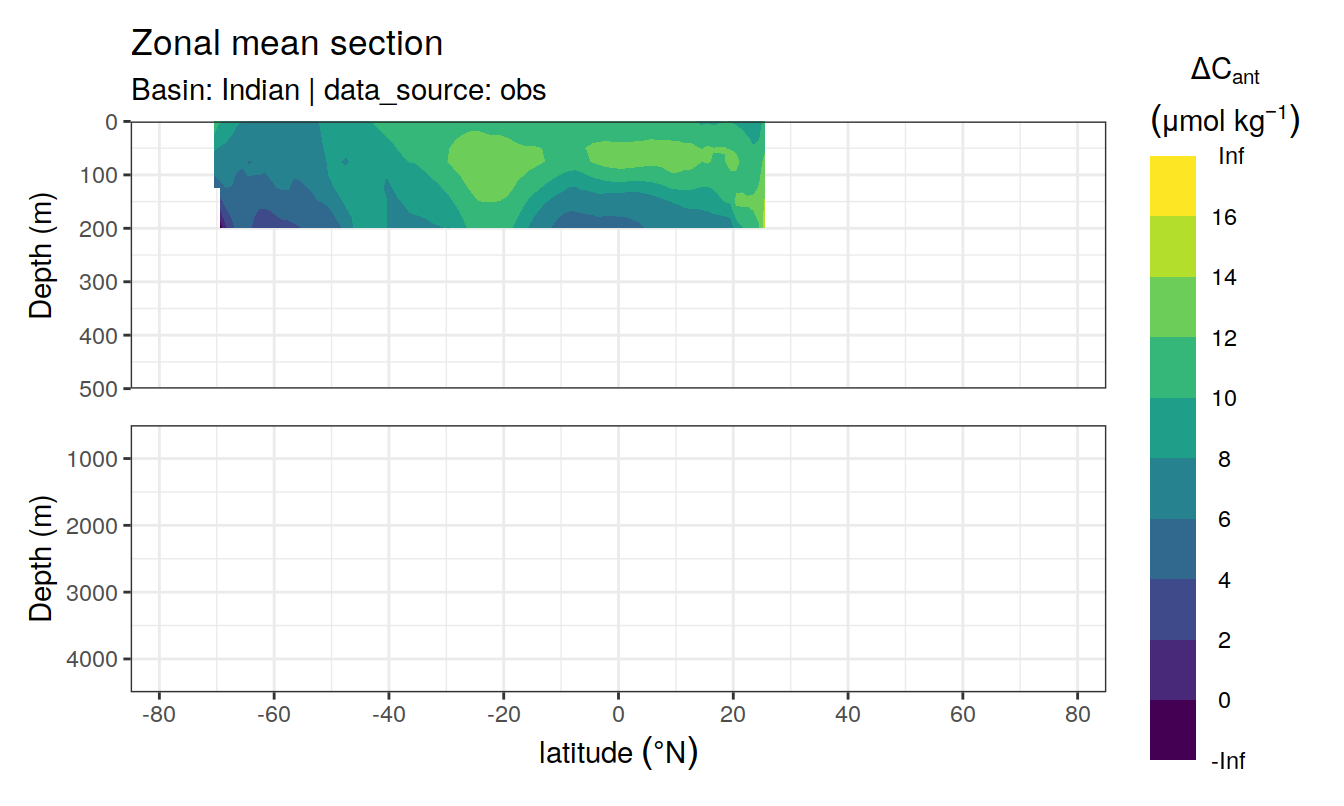 Zonal mean section
Basin: Indian | data_source: obs
ΔCant
(μmol kg−1)
Inf
16
14
12
10
8
6
4
2
0
-Inf
Depth (m)
0
100
200
300
400
500
Depth (m)
1000
2000
3000
4000
-80 -60 -40 -20 0 20 40 60 80
latitude (°N)